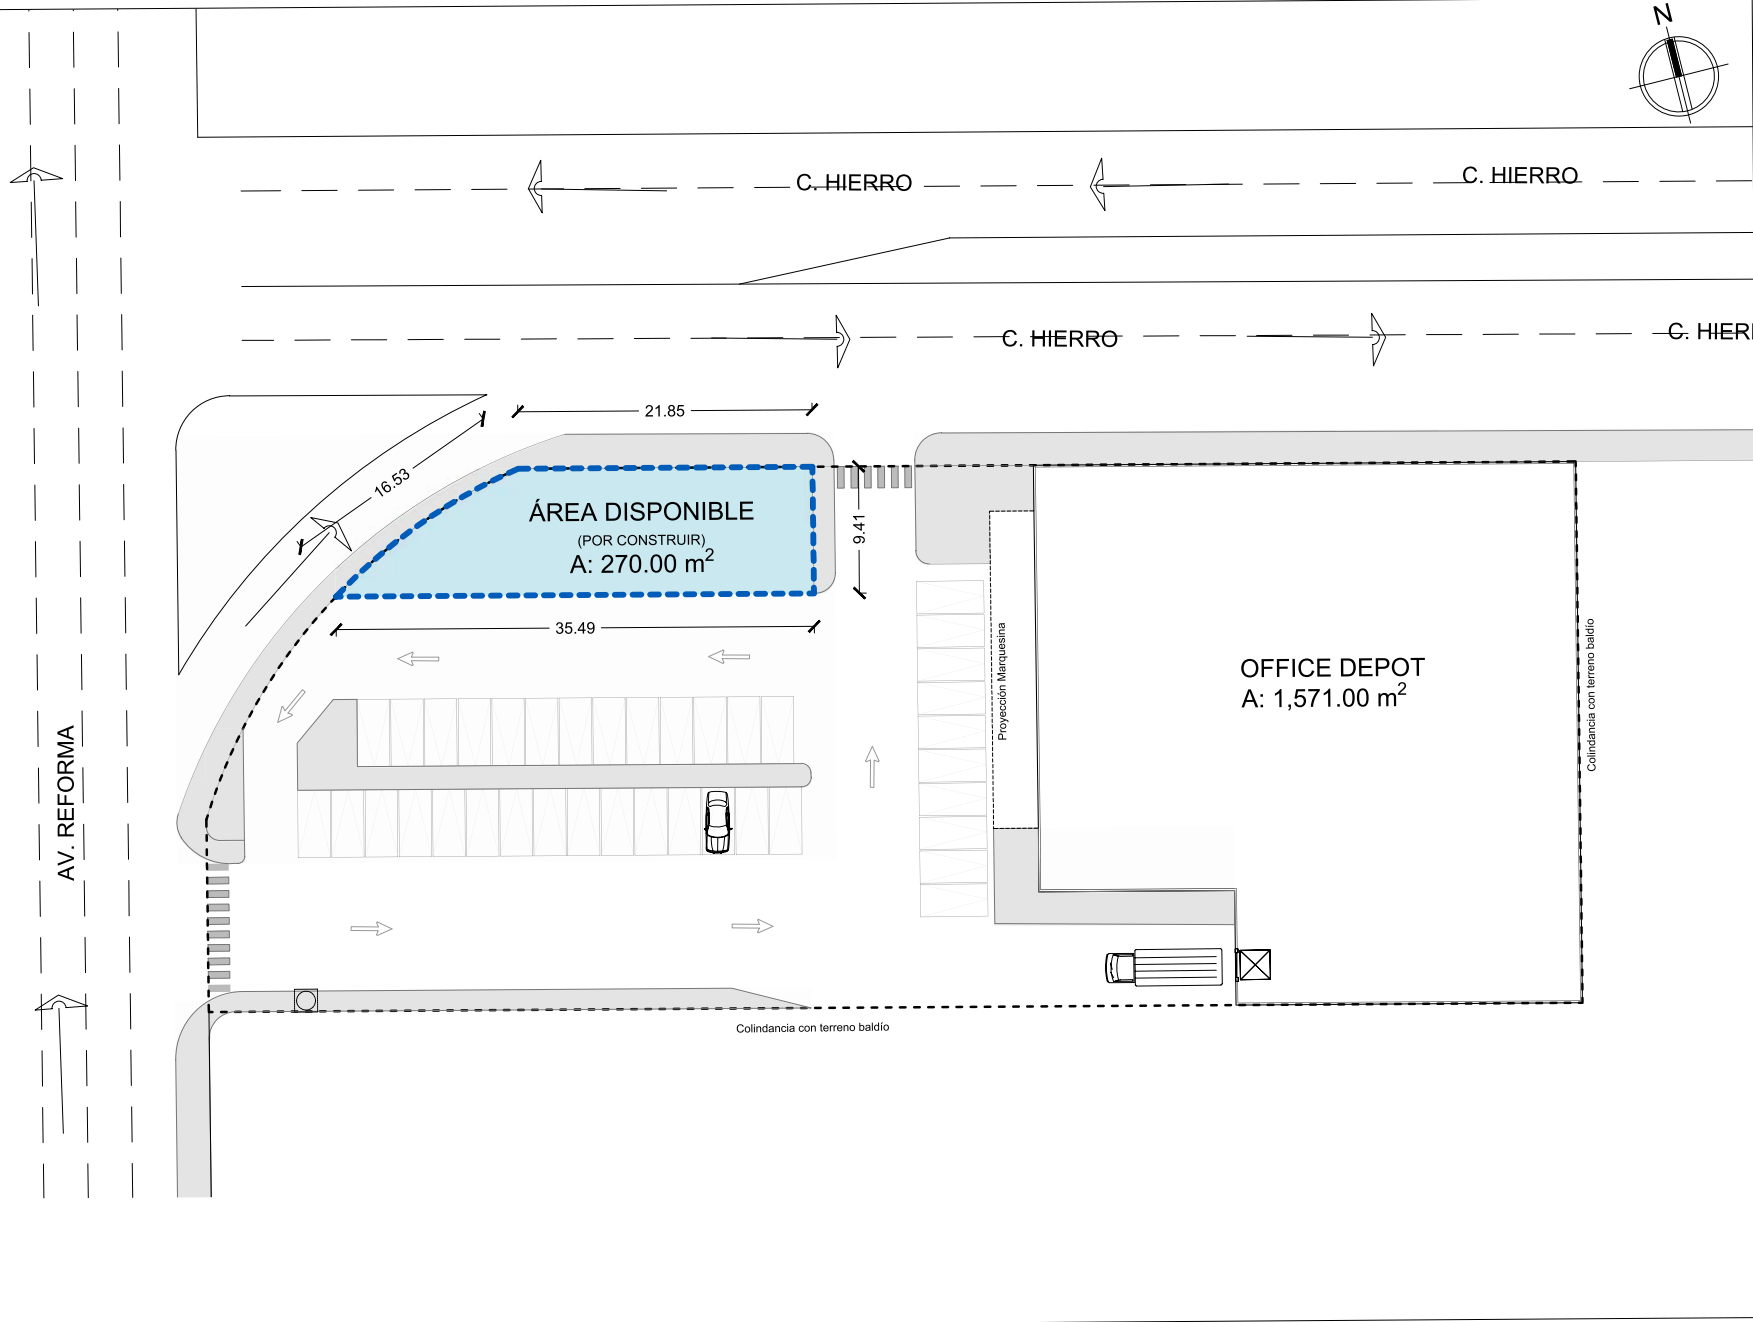 N
C. HIERRO
C. HIERRO
C. HIERRO
C. HIER
21.85
16.53
ÁREA DISPONIBLE
(POR CONSTRUIR)
A: 270.00 m²
9.41
35.49
Proyección Marquesina
OFFICE DEPOT
A: 1,571.00 m²
Colindancia con terreno baldío
AV. REFORMA
Colindancia con terreno baldío